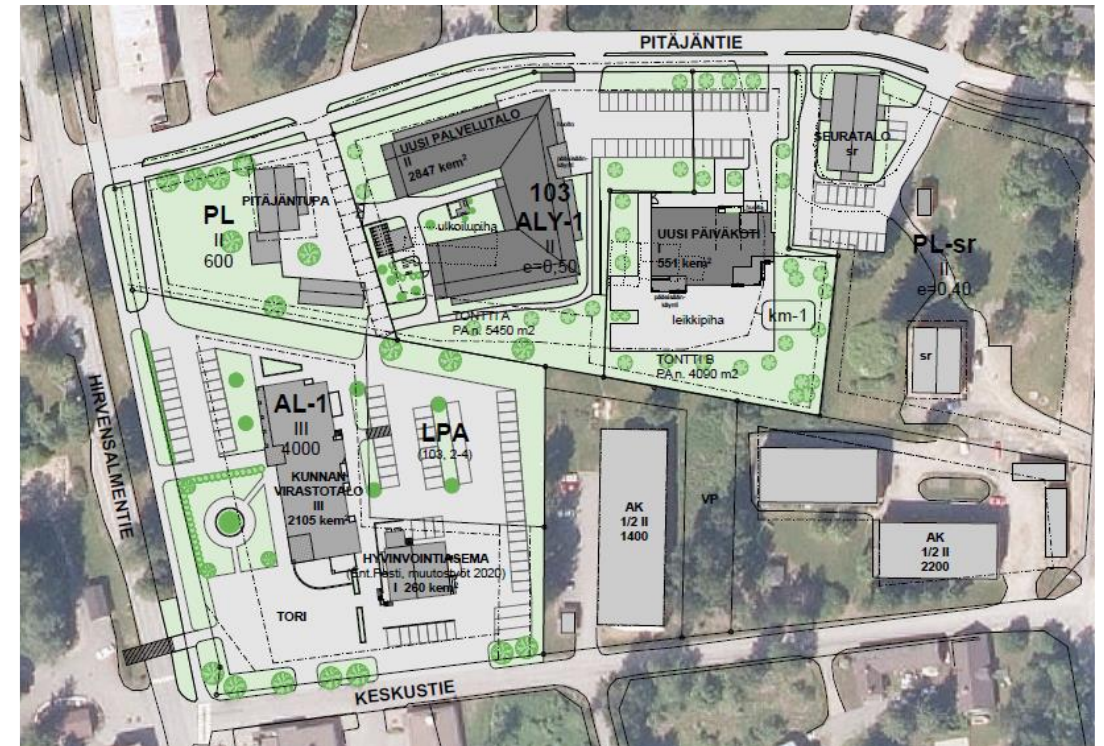 PITÄJÄNTIE
UUSI PALVELUTALO
II
2847 kem²
SEURATALO
sr
PITÄJÄNTUPA
PL
II
600
ulkoilupiha
103
ALY-1
II
e=0,50
UUSI PÄIVÄKOTI
I
551 kem²
PL-sr
II
e=0,40
leikkipiha
km-1
TONTTI A
PA n. 5450 m2
TONTTI B
PA n. 4090 m2
sr
HIRVENSALMENTIE
AL-1
III
4000
LPA
(103, 2-4)
KUNNAN
VIRASTOTALO
III
2105 kem²
AK
1/2 II
1400
VP
AK
1/2 II
2200
HYVINVOINTIASEMA
(Ent.Posti, muutostyöt 2020)
I 260 kem²
TORI
KESKUSTIE